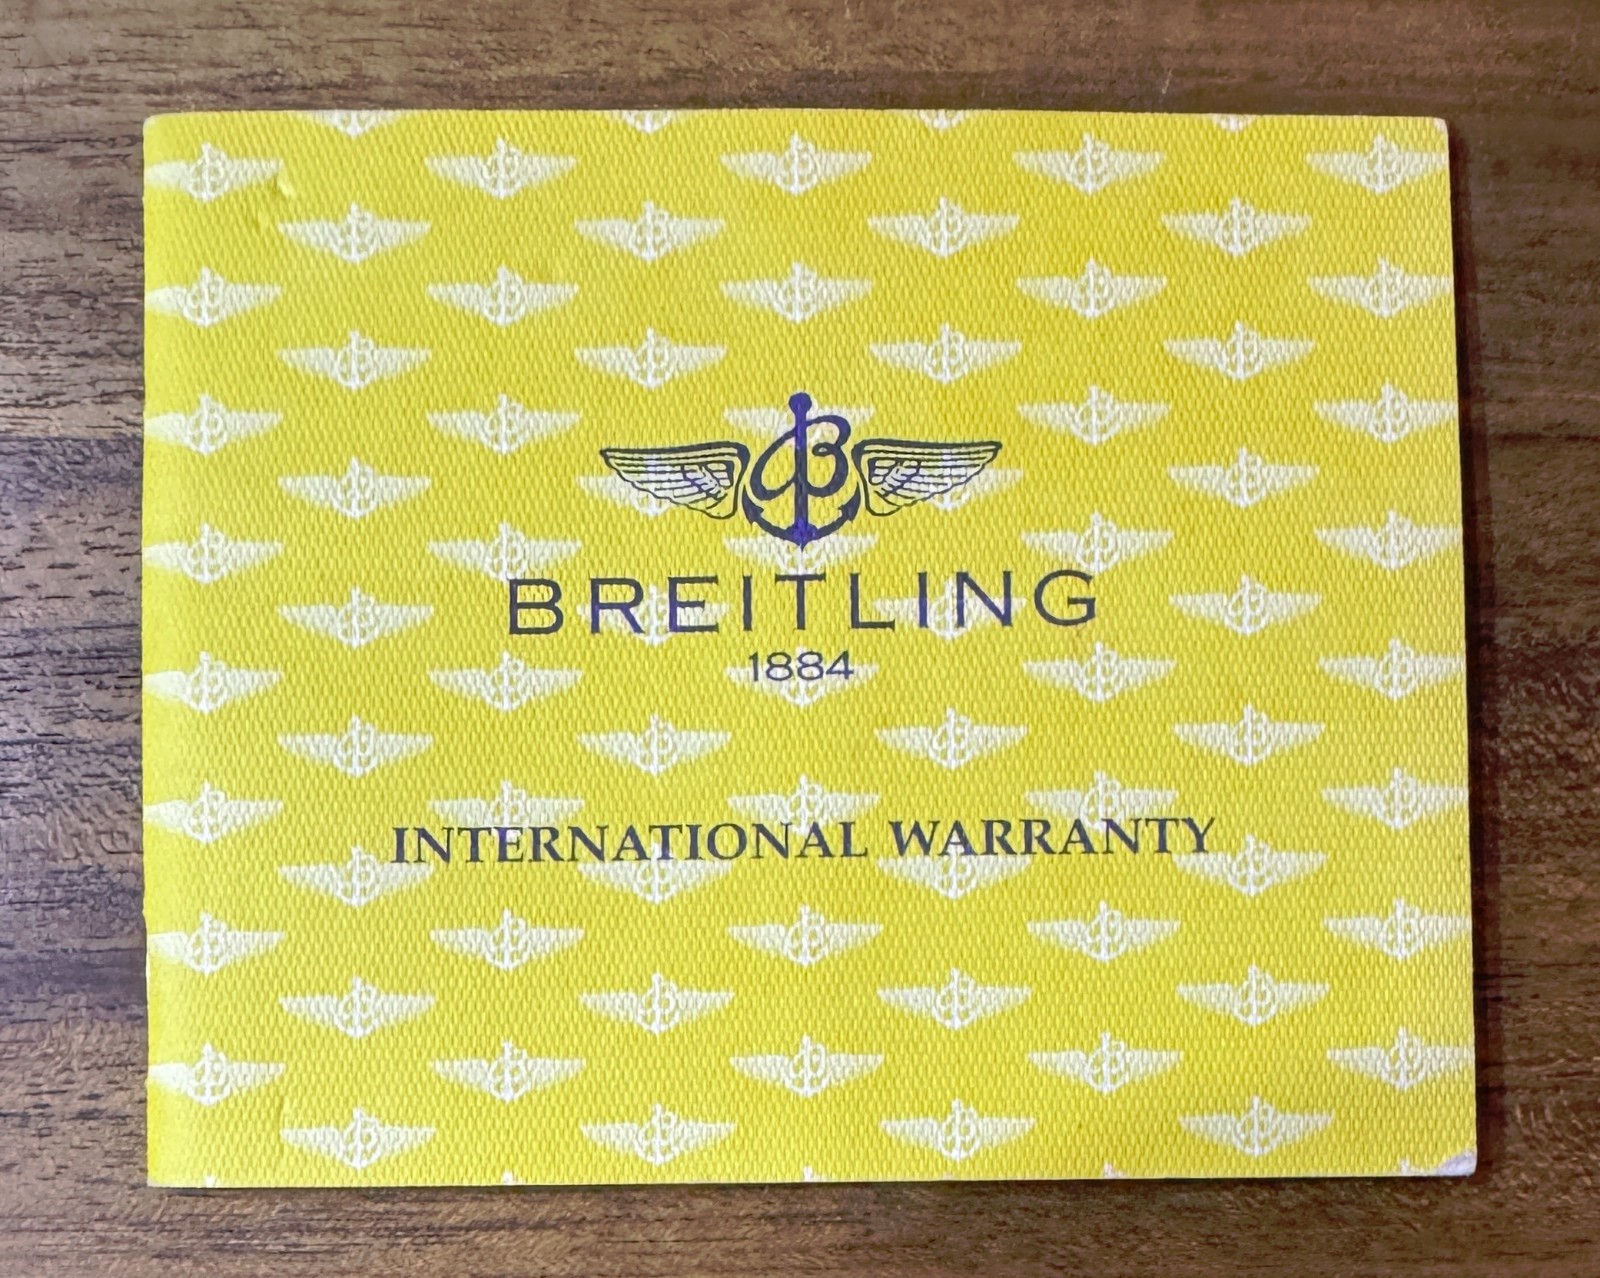 BREITLING
1884
INTERNATIONAL WARRANTY